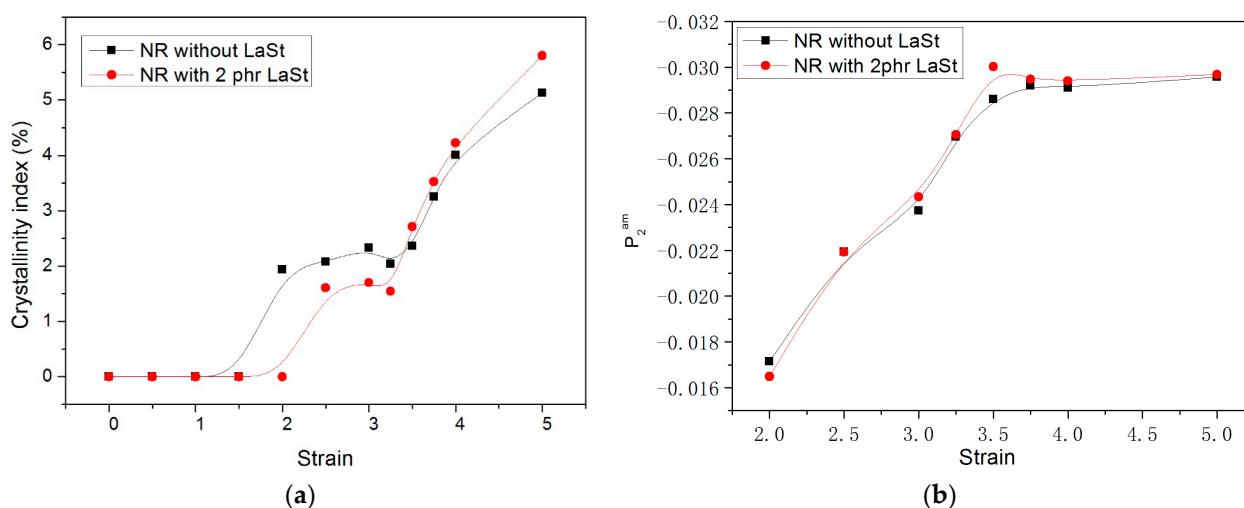 NR without LaSt
NR with 2 phr LaSt
Crystallinity index (%)
6
5
4
3
2
1
0
0
1
2
3
4
5
Strain
(a)
NR without LaSt
NR with 2phr LaSt
P₂ᵃᵐ
-0.032
-0.030
-0.028
-0.026
-0.024
-0.022
-0.020
-0.018
-0.016
2.0
2.5
3.0
3.5
4.0
4.5
5.0
Strain
(b)